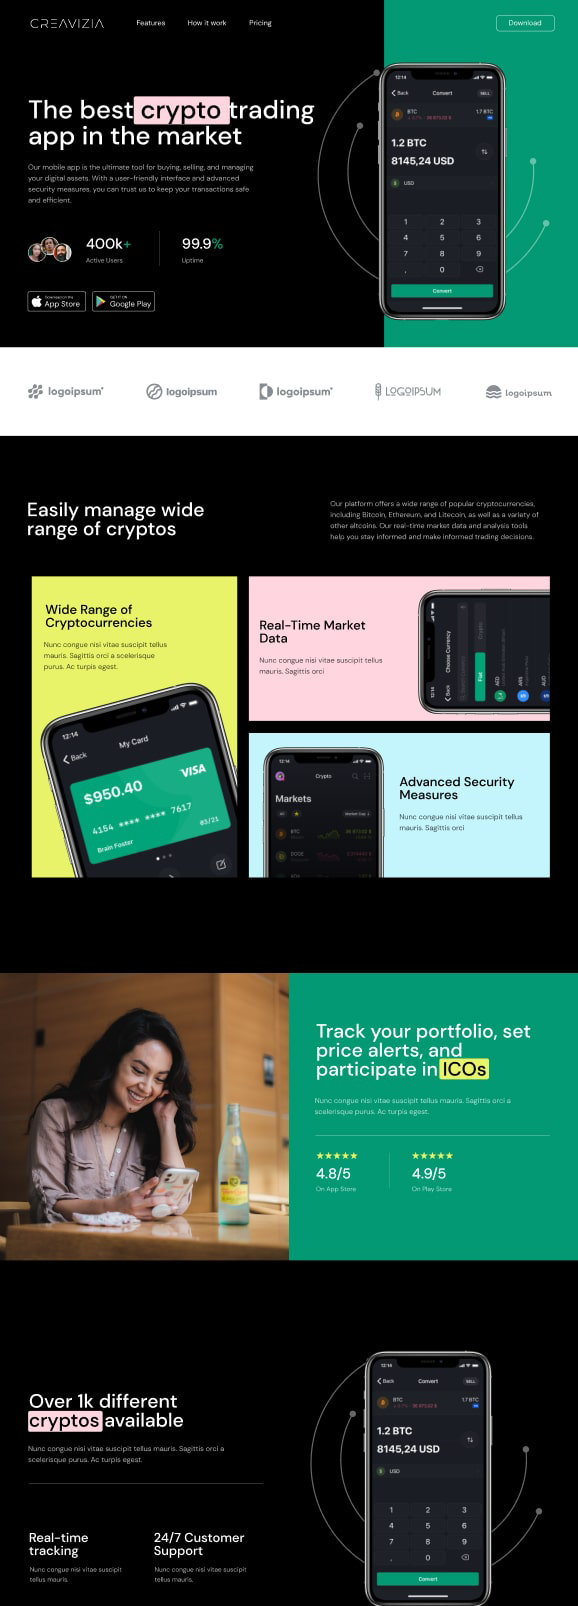 CREAVIZIA
Features
How it work
Pricing
Download
The best crypto trading
app in the market
Our mobile app is the ultimate tool for buying, selling, and managing
your digital assets. With a user-friendly interface and advanced
security measures, you can trust us to keep your transactions safe
and efficient.
400k+
Active Users
99.9%
Uptime
Download on the
App Store
GET IT ON
Google Play
12:14
Back
Convert
SELL
BTC
1.7 BTC
1.2 BTC
8145,24 USD
USD
1 2 3
4 5 6
7 8 9
. 0
Convert
logoipsum
logoipsum
logoipsum
LOGOIPSUM
logoipsum
Easily manage wide
range of cryptos
Our platform offers a wide range of popular cryptocurrencies,
including Bitcoin, Ethereum, and Litecoin, as well as a variety of
other altcoins. Our real-time market data and analysis tools
help you stay informed and make informed trading decisions.
Wide Range of
Cryptocurrencies
Nunc congue nisi vitae suscipit tellus
mauris. Sagittis orci a scelerisque
purus. Ac turpis egest.
12:14
Back
My Card
$950.40
VISA
4154 **** **** 7617
03/21
Brain Foster
Real-Time Market
Data
Nunc congue nisi vitae suscipit tellus
mauris. Sagittis orci
12:14
Back
Choose Currency
Search Currency
Fiat
Crypto
AED
ARS
AUD
12:14
Crypto
Markets
All
Market Cap
BTC
DOGE
Advanced Security
Measures
Nunc congue nisi vitae suscipit tellus
mauris. Sagittis orci
Track your portfolio, set
price alerts, and
participate in ICOs
Nunc congue nisi vitae suscipit tellus mauris. Sagittis orci a
scelerisque purus. Ac turpis egest.
4.8/5
On App Store
4.9/5
On Play Store
Over 1k different
cryptos available
Nunc congue nisi vitae suscipit tellus mauris. Sagittis orci a
scelerisque purus. Ac turpis egest.
Real-time
tracking
Nunc congue nisi vitae suscipit
tellus mauris.
24/7 Customer
Support
Nunc congue nisi vitae suscipit
tellus mauris.
12:14
Back
Convert
SELL
BTC
1.7 BTC
1.2 BTC
8145,24 USD
USD
1 2 3
4 5 6
7 8 9
. 0
Convert